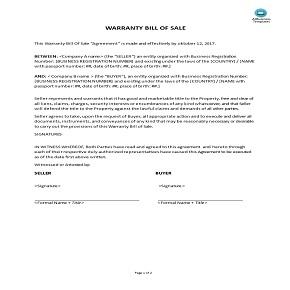 AllBusiness
Templates
WARRANTY BILL OF SALE
This Warranty Bill Of Sale "Agreement" is made and effectively by october 12, 2017.
BETWEEN: <Company Name > (the "SELLER"), an entity organized with Business Registration
Number: [BUSINESS REGISTRATION NUMBER] and existing under the laws of the [COUNTRY] / [NAME
with passport number: ##, date of birth: ##, place of birth: ##.]
AND: < Company Name > (the "BUYER"), an entity organized with Business Registration Number:
[BUSINESS REGISTRATION NUMBER] and existing under the laws of the [COUNTRY] / [NAME with passport
number: ##, date of birth: ##, place of birth: ##.]
Seller represents and warrants that it has good and marketable title to the Property, free and clear of
all liens, claims, charges, security interests or encumbrances of any kind whatsoever, and that Seller
will defend the title to the Property against the lawful claims and demands of all other parties.
Seller agrees to take, upon the request of Buyer, all appropriate action to execute and deliver all
documents, instruments, and conveyances of any kind that may be reasonably necessary or desirable
to carry out the provisions of this Warranty Bill of Sale.
SIGNATURES:
IN WITNESS WHEREOF, Both Parties have read and agreed to this agreement and hereto through
each of their respective duly authorized representatives have caused this Agreement to be executed
as of the date first above written.
Witnessed or Attested by:
SELLER BUYER
<Signature> <Signature>
<Formal Name + Title> <Formal Name + Title>
Page 1 of 2